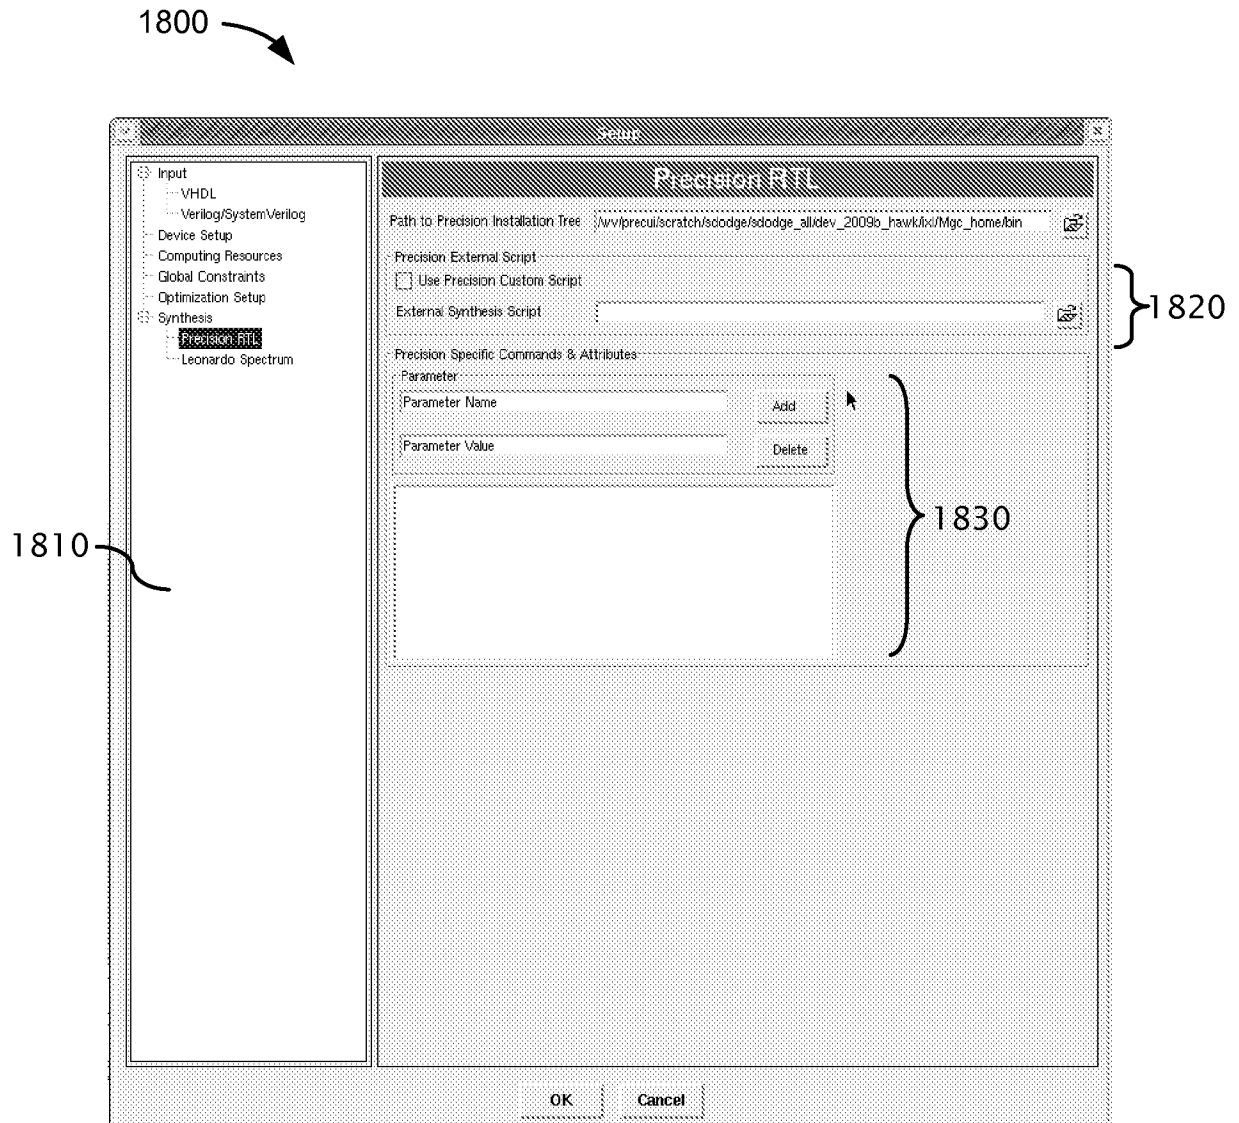 1800
Setup
Input
VHDL
Verilog/SystemVerilog
Device Setup
Computing Resources
Global Constraints
Optimization Setup
Synthesis
Precision RTL
Leonardo Spectrum
1810
Precision RTL
Path to Precision Installation Tree /wv/precui/scratch/sdodge/sdodge_all/dev_2009b_hawk/ixl/Mgc_home/bin
Precision External Script
Use Precision Custom Script
External Synthesis Script
1820
Precision Specific Commands & Attributes
Parameter
Parameter Name Add
Parameter Value Delete
1830
OK Cancel